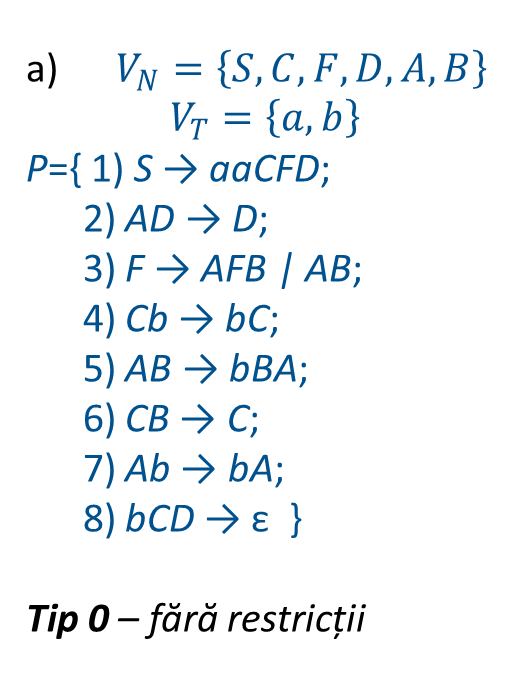 a) V_N = {S, C, F, D, A, B}
V_T = {a, b}
P={ 1) S → aaCFD;
2) AD → D;
3) F → AFB | AB;
4) Cb → bC;
5) AB → bBA;
6) CB → C;
7) Ab → bA;
8) bCD → ε }
Tip 0 – fără restricții